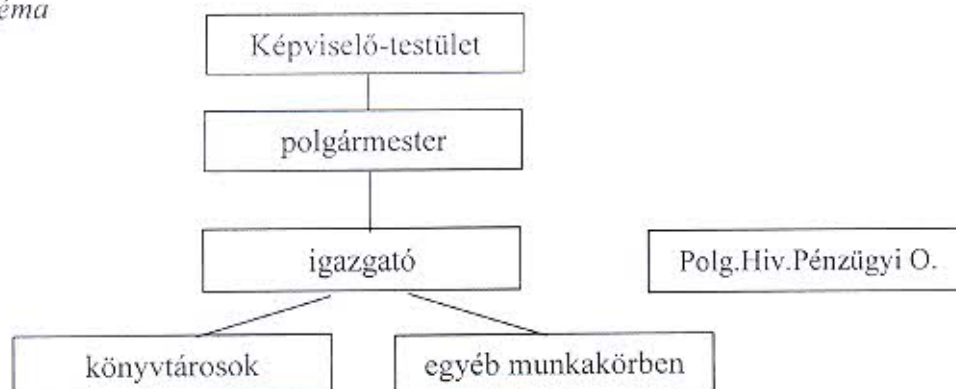 éma
Képviselő-testület
polgármester
igazgató
Polg.Hiv.Pénzügyi O.
könyvtárosok
egyéb munkakörben